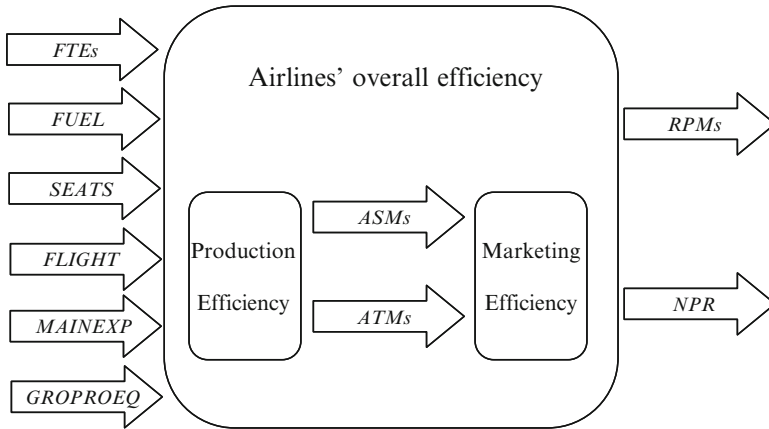 FTEs
FUEL
SEATS
FLIGHT
MAINEXP
GROPROEQ
Airlines' overall efficiency
Production
Efficiency
ASMs
ATMs
Marketing
Efficiency
RPMs
NPR